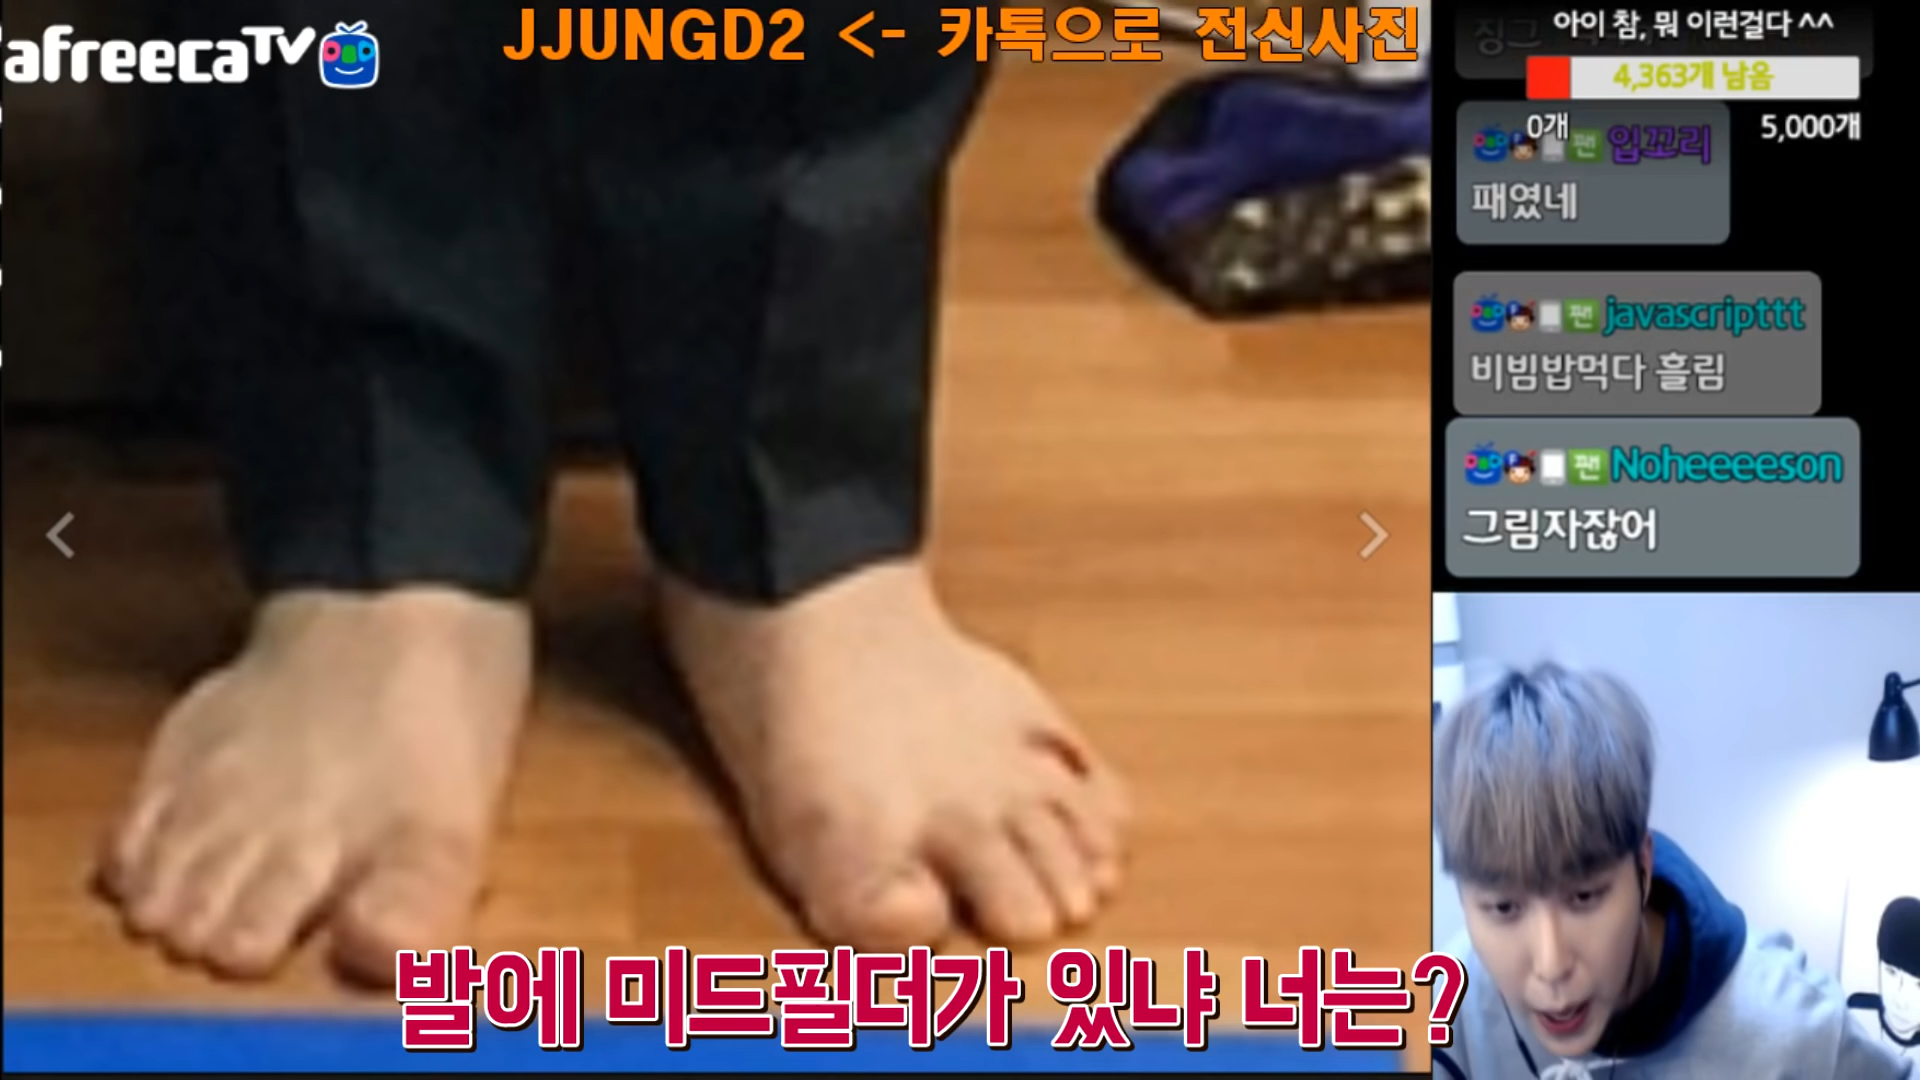 afreecaTV
JJUNGD2 <- 카톡으로 전신사진
아이 참, 뭐 이런걸다 ^^
4,363개 남음
0개
5,000개
팬 입꼬리
패였네
팬 javascripttt
비빔밥먹다 흘림
팬 Noheeeeson
그림자잖어
발에 미드필더가 있냐 너는?